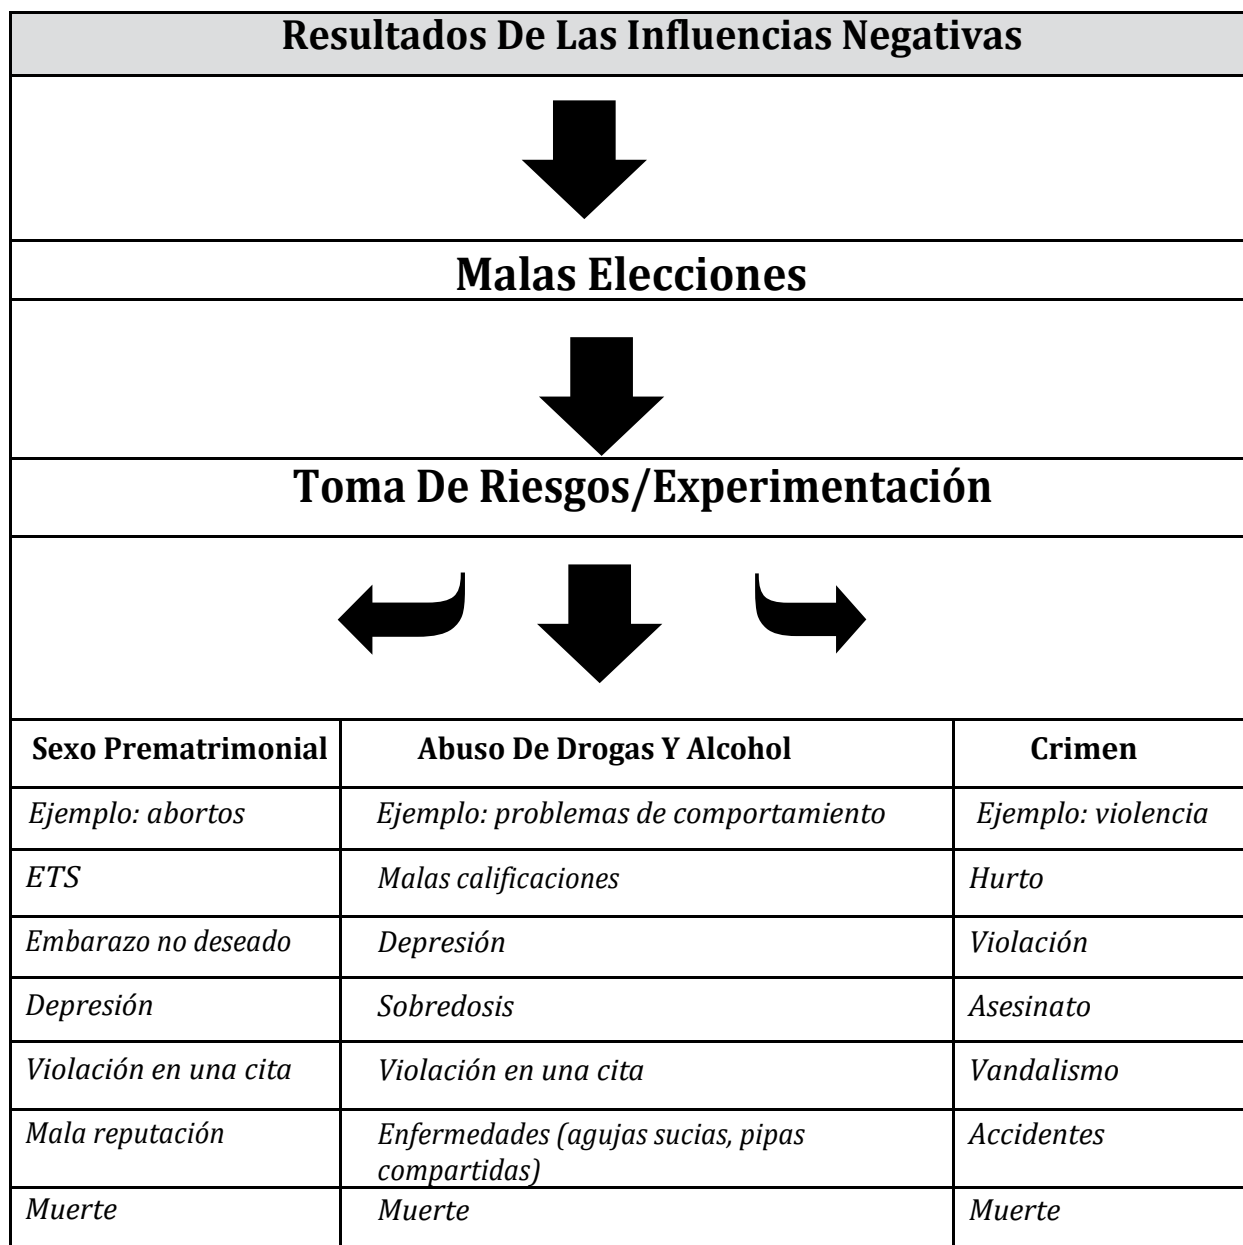 Resultados De Las Influencias Negativas
Malas Elecciones
Toma De Riesgos/Experimentación
Sexo Prematrimonial
Abuso De Drogas Y Alcohol
Crimen
Ejemplo: abortos
Ejemplo: problemas de comportamiento
Ejemplo: violencia
ETS
Malas calificaciones
Hurto
Embarazo no deseado
Depresión
Violación
Depresión
Sobredosis
Asesinato
Violación en una cita
Violación en una cita
Vandalismo
Mala reputación
Enfermedades (agujas sucias, pipas
compartidas)
Accidentes
Muerte
Muerte
Muerte